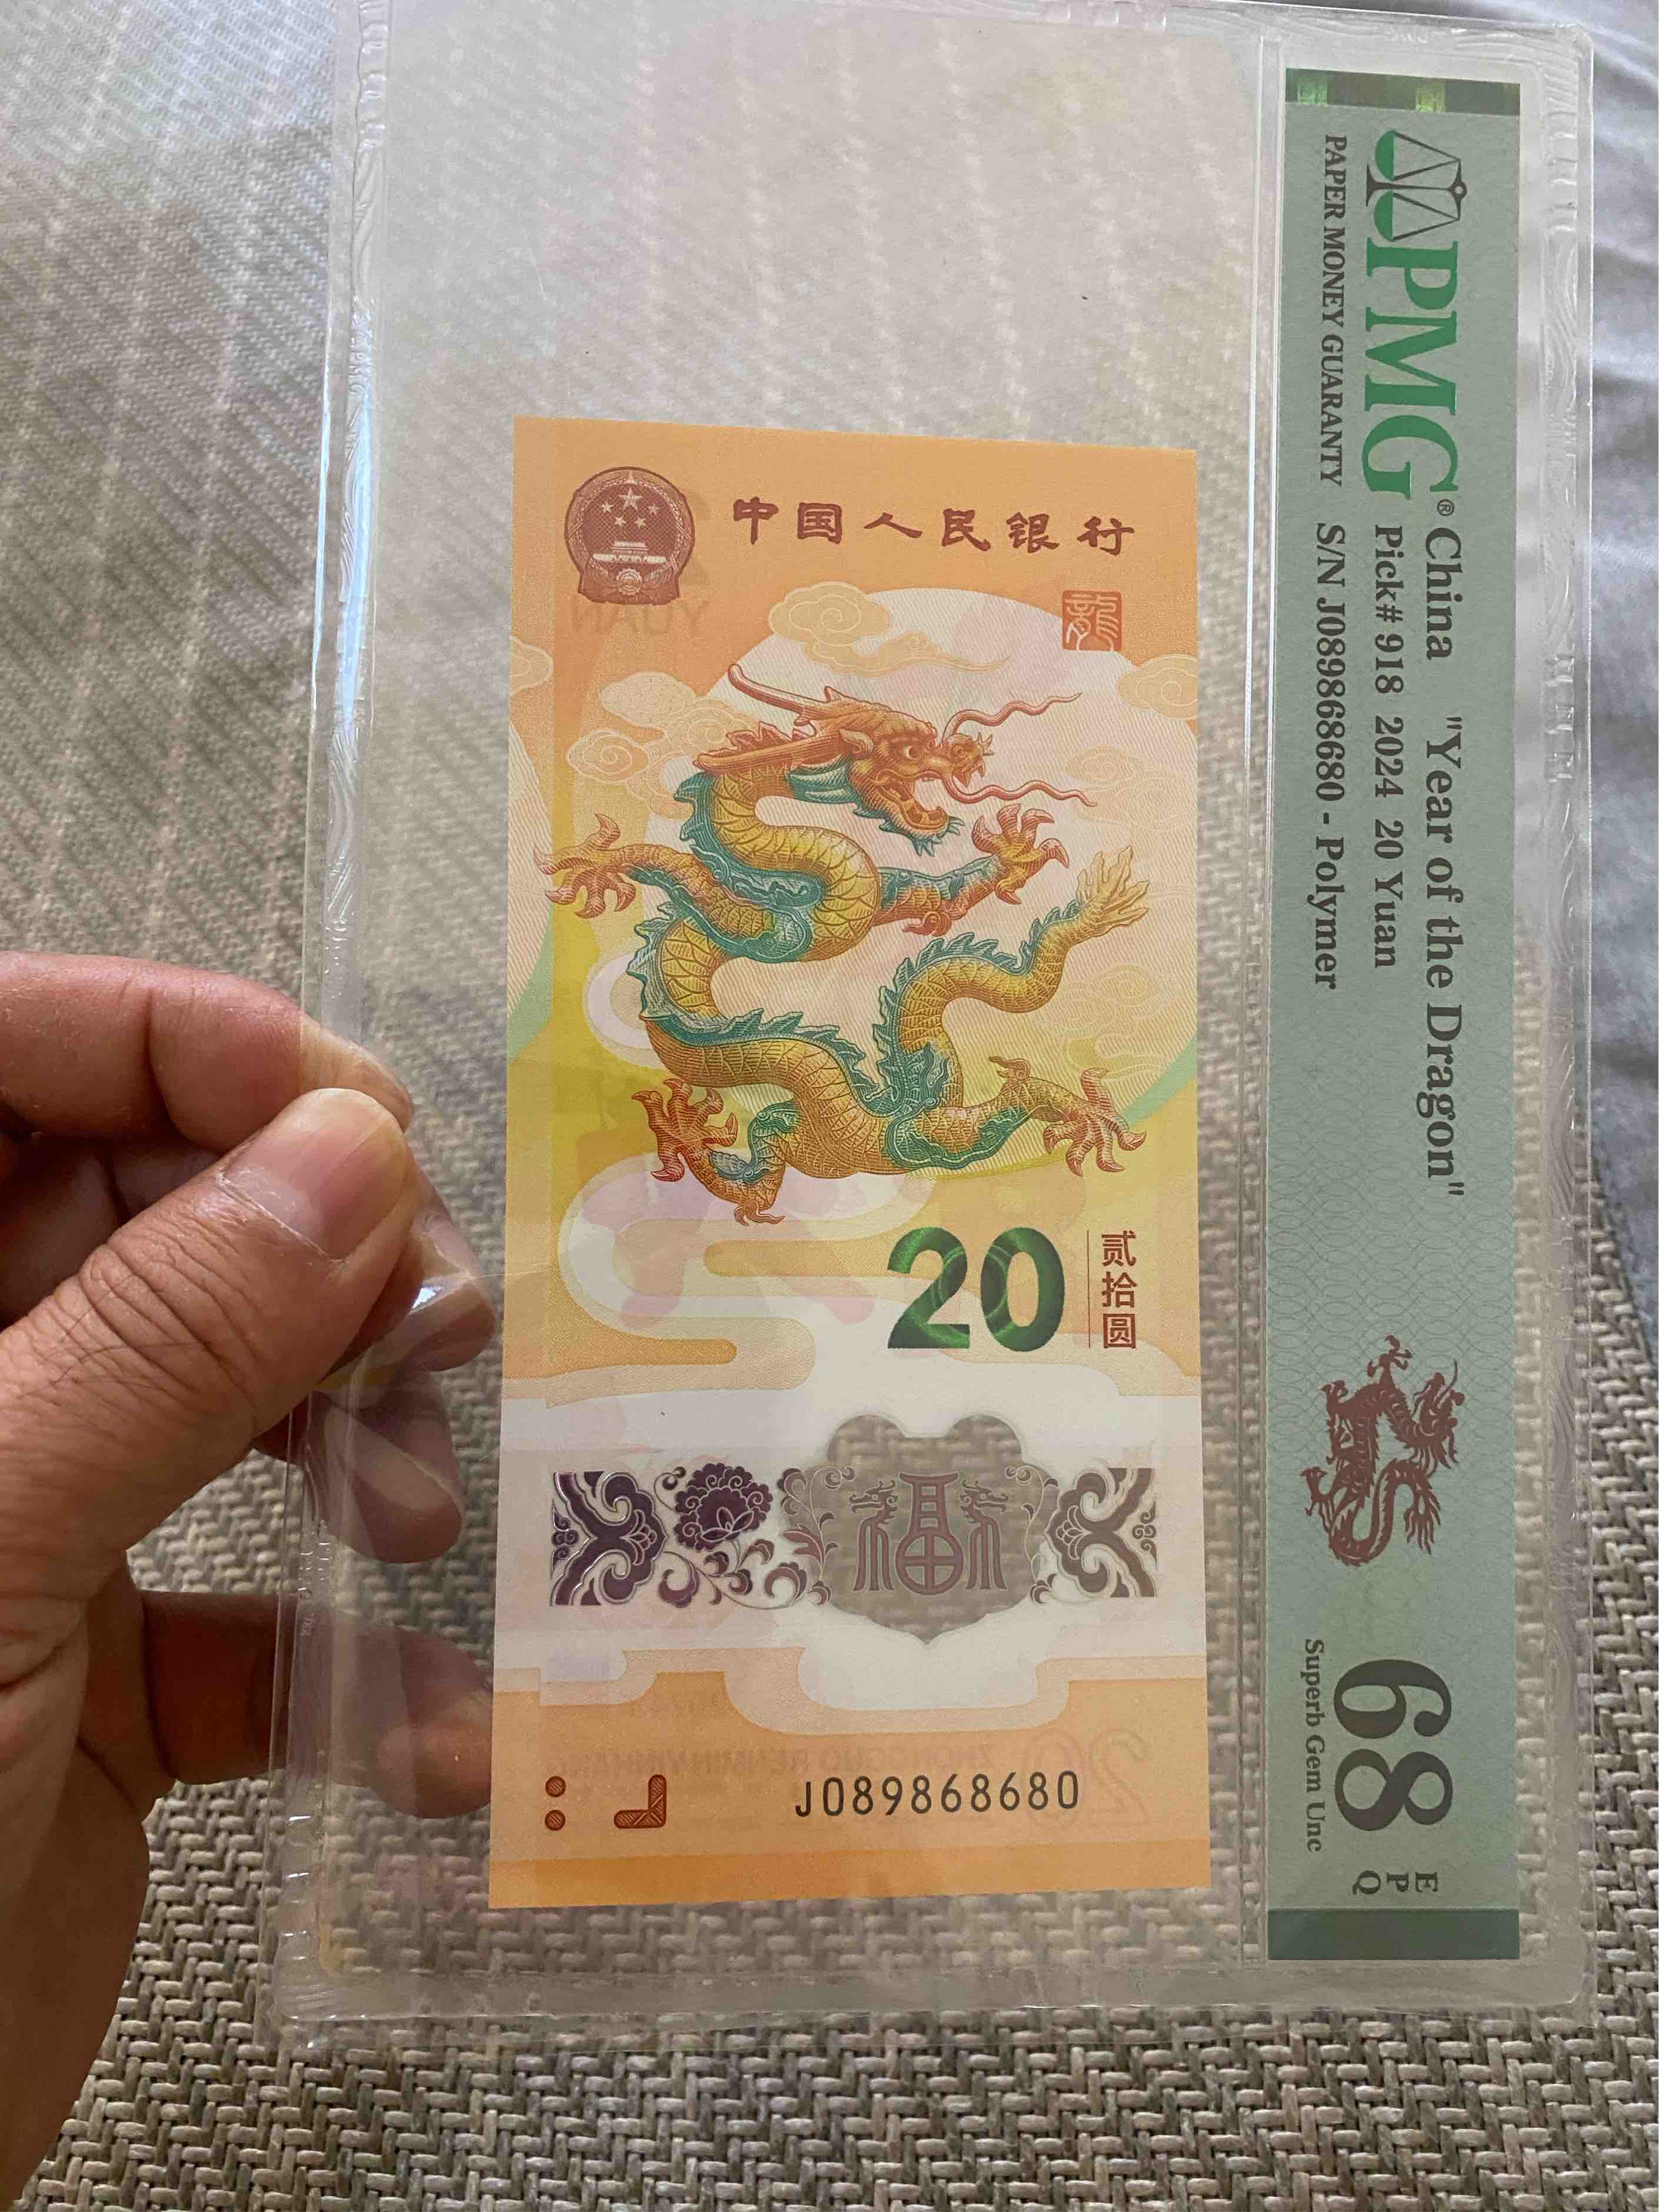 PMG®
PAPER MONEY GUARANTY
China "Year of the Dragon"
Pick# 918 2024 20 Yuan
S/N J089868680 - Polymer
68
EPQ
Superb Gem Unc
中国人民银行
龍
20
贰拾圆
福
J089868680